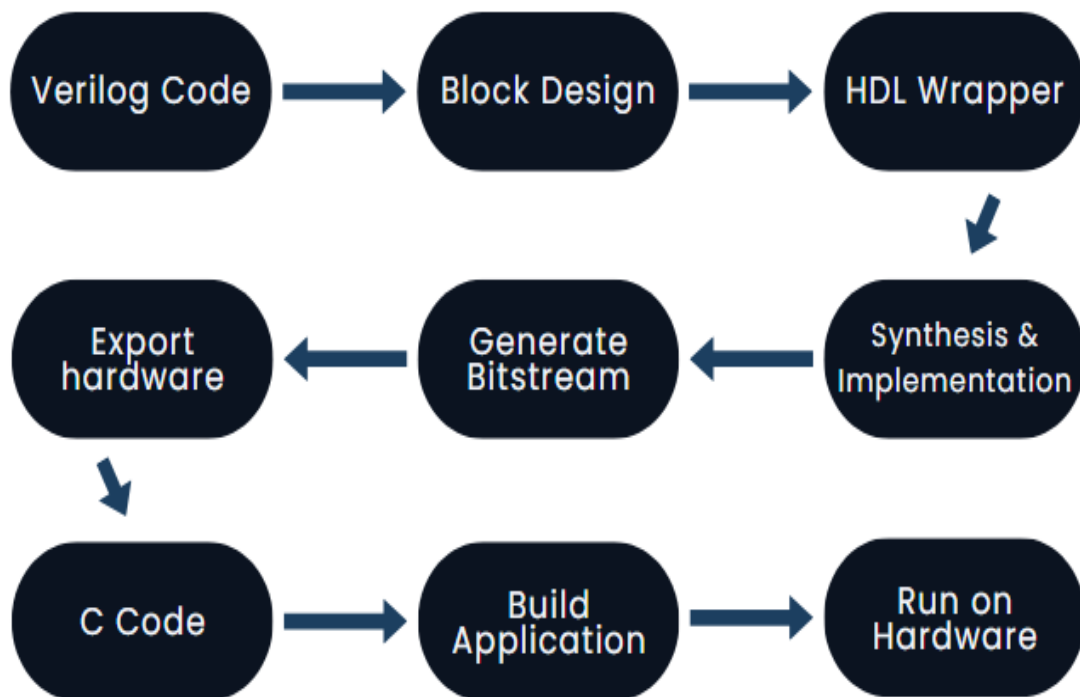 Verilog Code
Block Design
HDL Wrapper
Synthesis &
Implementation
Generate
Bitstream
Export
hardware
C Code
Build
Application
Run on
Hardware